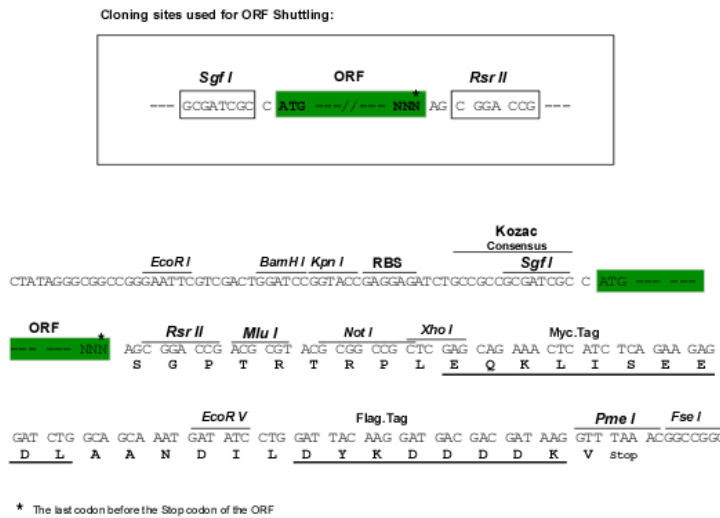 Cloning sites used for ORF Shuttling:
Sgf I ORF Rsr II
--- GCGATCGC C ATG ---//--- NNN* AG C GGA CCG ---
Kozac
Consensus
EcoR I BamH I Kpn I RBS Sgf I
CTATAGGGCGGCCGGGAATTCGTCGACTGGATCCGGTACCGAGGAGATCTGCCGCCGCGATCGC C ATG --- ---
ORF Rsr II Mlu I Not I Xho I Myc.Tag
--- --- NNN* AGC GGA CCG ACG CGT ACG CGG CCG CTC GAG CAG AAA CTC ATC TCA GAA GAG
S G P T R T R P L E Q K L I S E E
EcoR V Flag.Tag Pme I Fse I
GAT CTG GCA GCA AAT GAT ATC CTG GAT TAC AAG GAT GAC GAC GAT AAG GTT TAA ACGGCCGGC
D L A A N D I L D Y K D D D D K V Stop
* The last codon before the Stop codon of the ORF